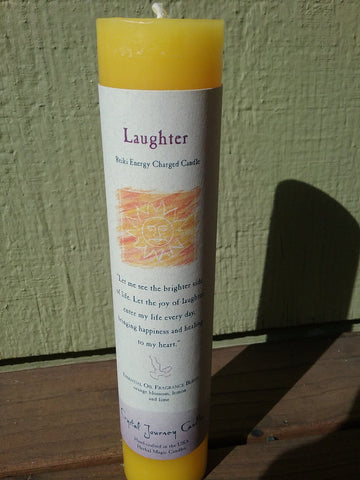 Laughter
Reiki Energy Charged Candle
"Let me see the brighter side
of life. Let the joy of laughter
enter my life every day,
bringing happiness and healing
to my heart."
Essential Oil Fragrance Blend
orange blossom, lemon
and lime
Crystal Journey Candles
Handcrafted in the USA
Herbal Magic Candles